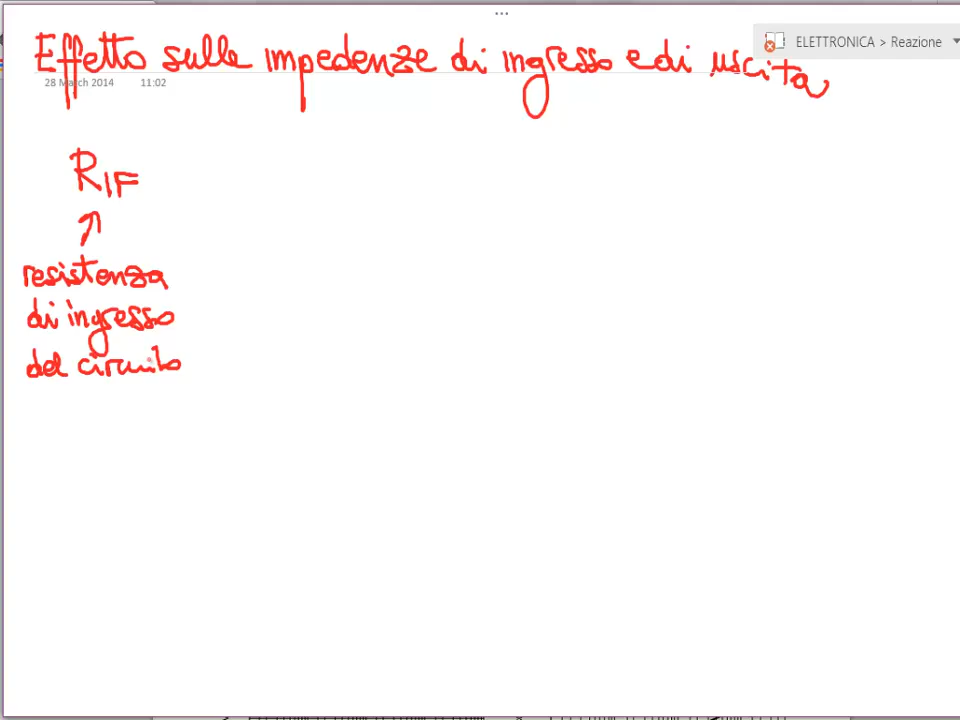 ...
Effetto sulle impedenze di ingresso e di uscita
ELETTRONICA > Reazione
28 March 2014 11:02
RIF
↑
resistenza
di ingresso
del circuito